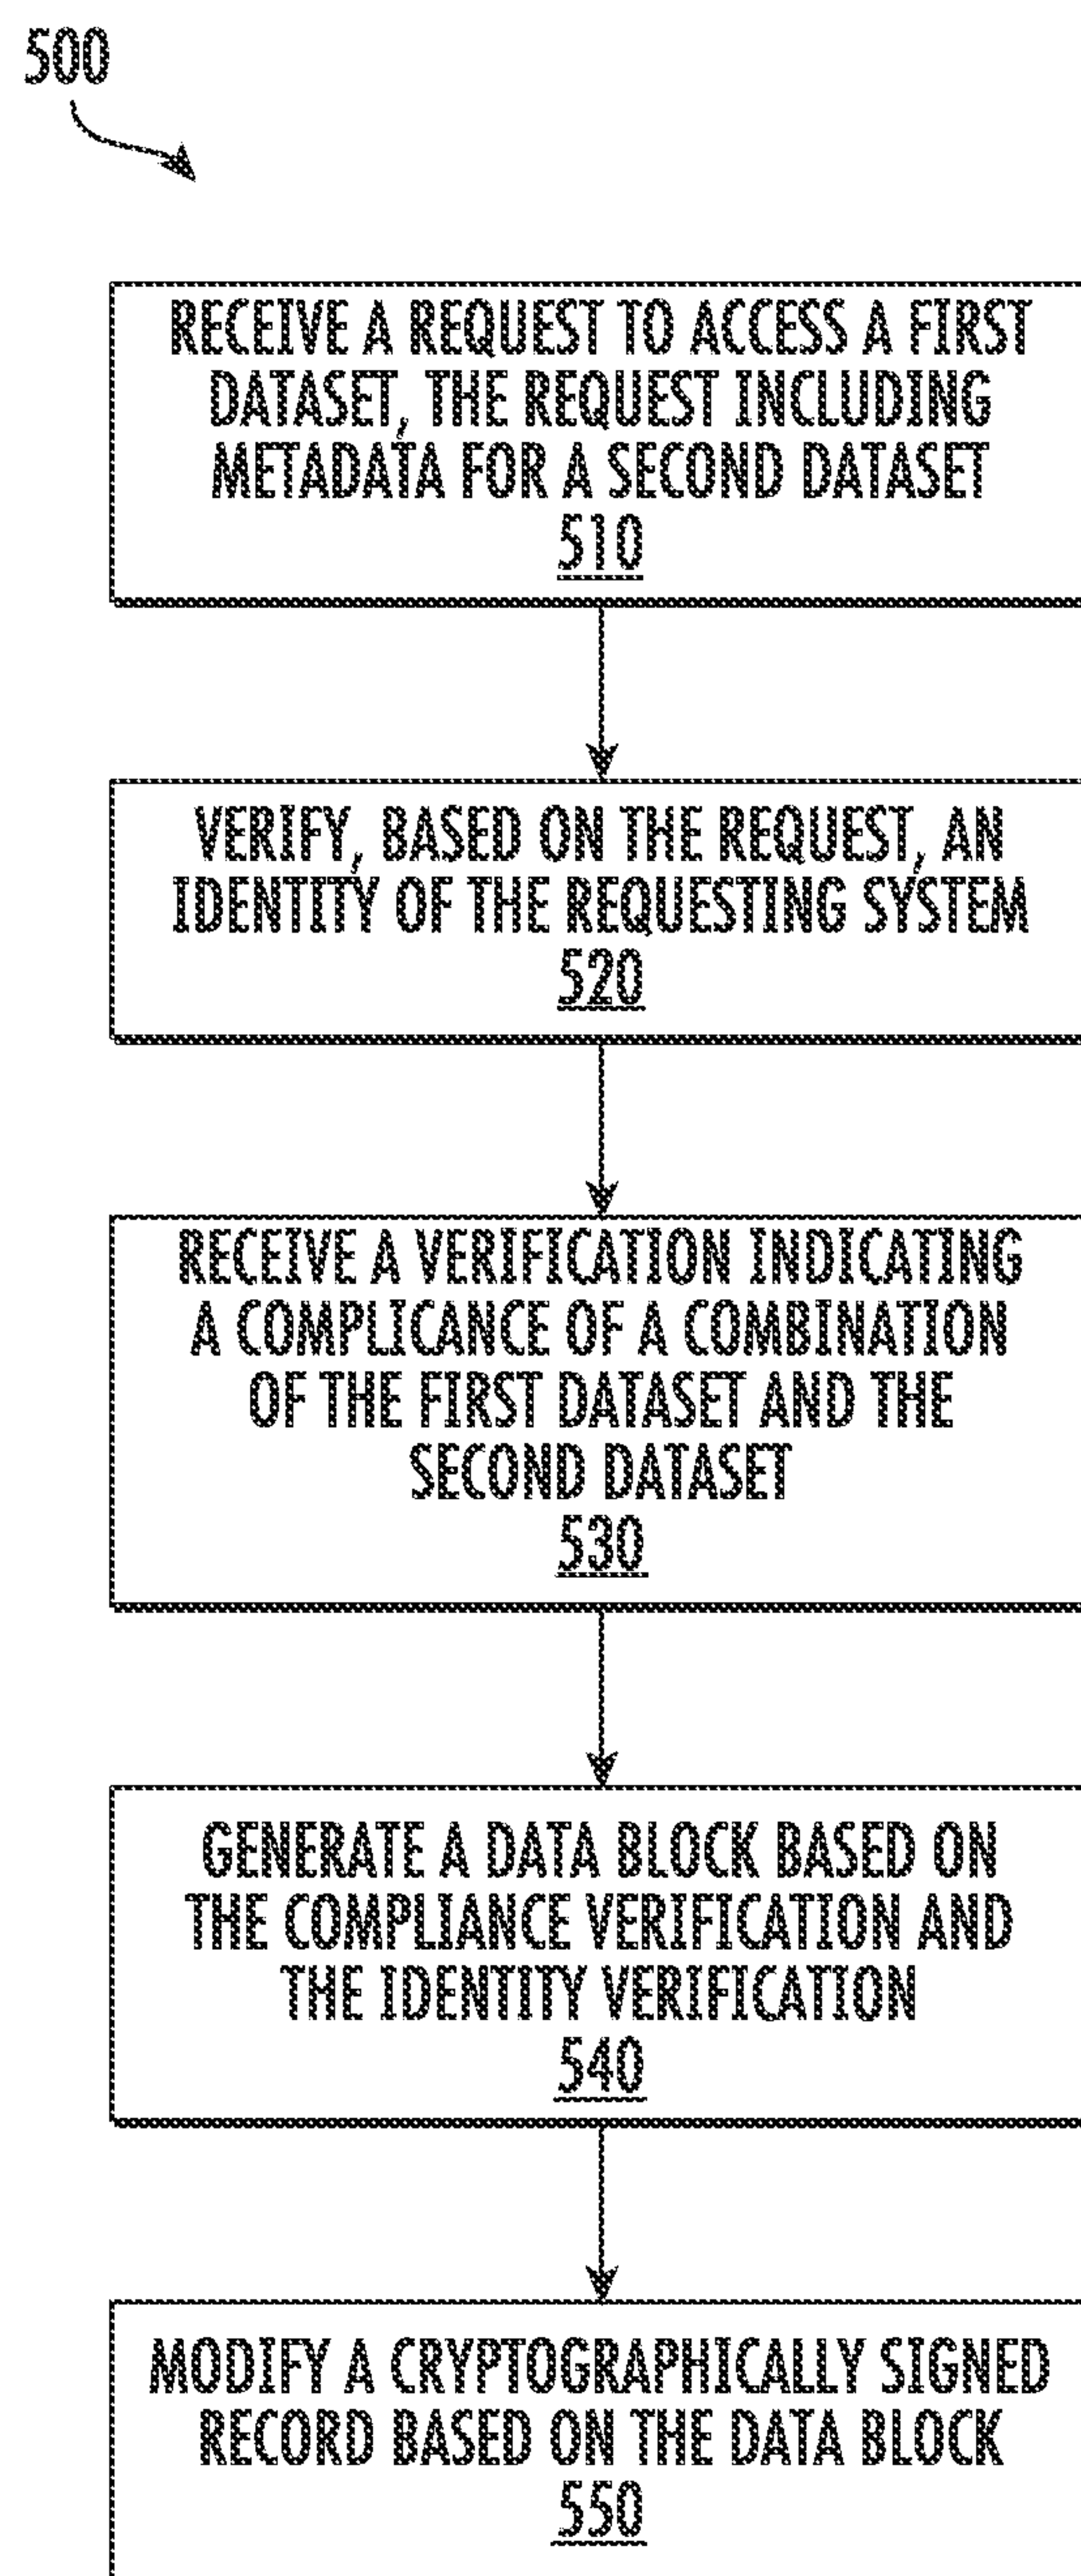 500
RECEIVE A REQUEST TO ACCESS A FIRST
DATASET, THE REQUEST INCLUDING
METADATA FOR A SECOND DATASET
510
VERIFY, BASED ON THE REQUEST, AN
IDENTITY OF THE REQUESTING SYSTEM
520
RECEIVE A VERIFICATION INDICATING
A COMPLICANCE OF A COMBINATION
OF THE FIRST DATASET AND THE
SECOND DATASET
530
GENERATE A DATA BLOCK BASED ON
THE COMPLIANCE VERIFICATION AND
THE IDENTITY VERIFICATION
540
MODIFY A CRYPTOGRAPHICALLY SIGNED
RECORD BASED ON THE DATA BLOCK
550